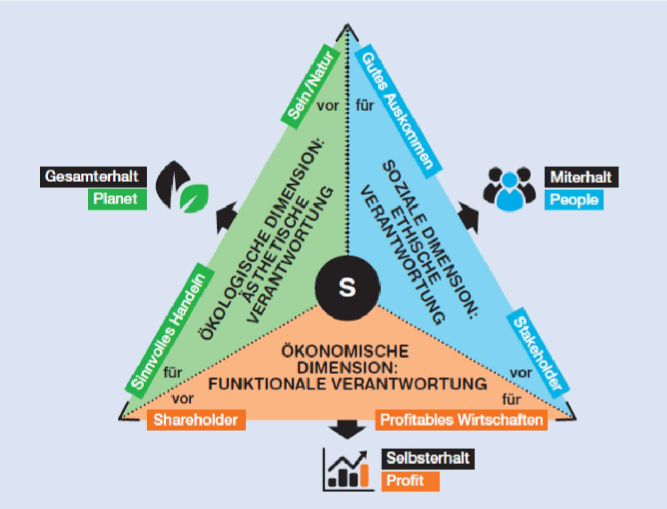 Sein/Natur
vor
für
Gutes Auskommen
Gesamterhalt
Planet
Miterhalt
People
ÖKOLOGISCHE DIMENSION:
ÄSTHETISCHE
VERANTWORTUNG
SOZIALE DIMENSION:
ETHISCHE
VERANTWORTUNG
S
Sinnvolles Handeln
für
Stakeholder
vor
ÖKONOMISCHE
DIMENSION:
FUNKTIONALE VERANTWORTUNG
vor
für
Shareholder
Profitables Wirtschaften
Selbsterhalt
Profit